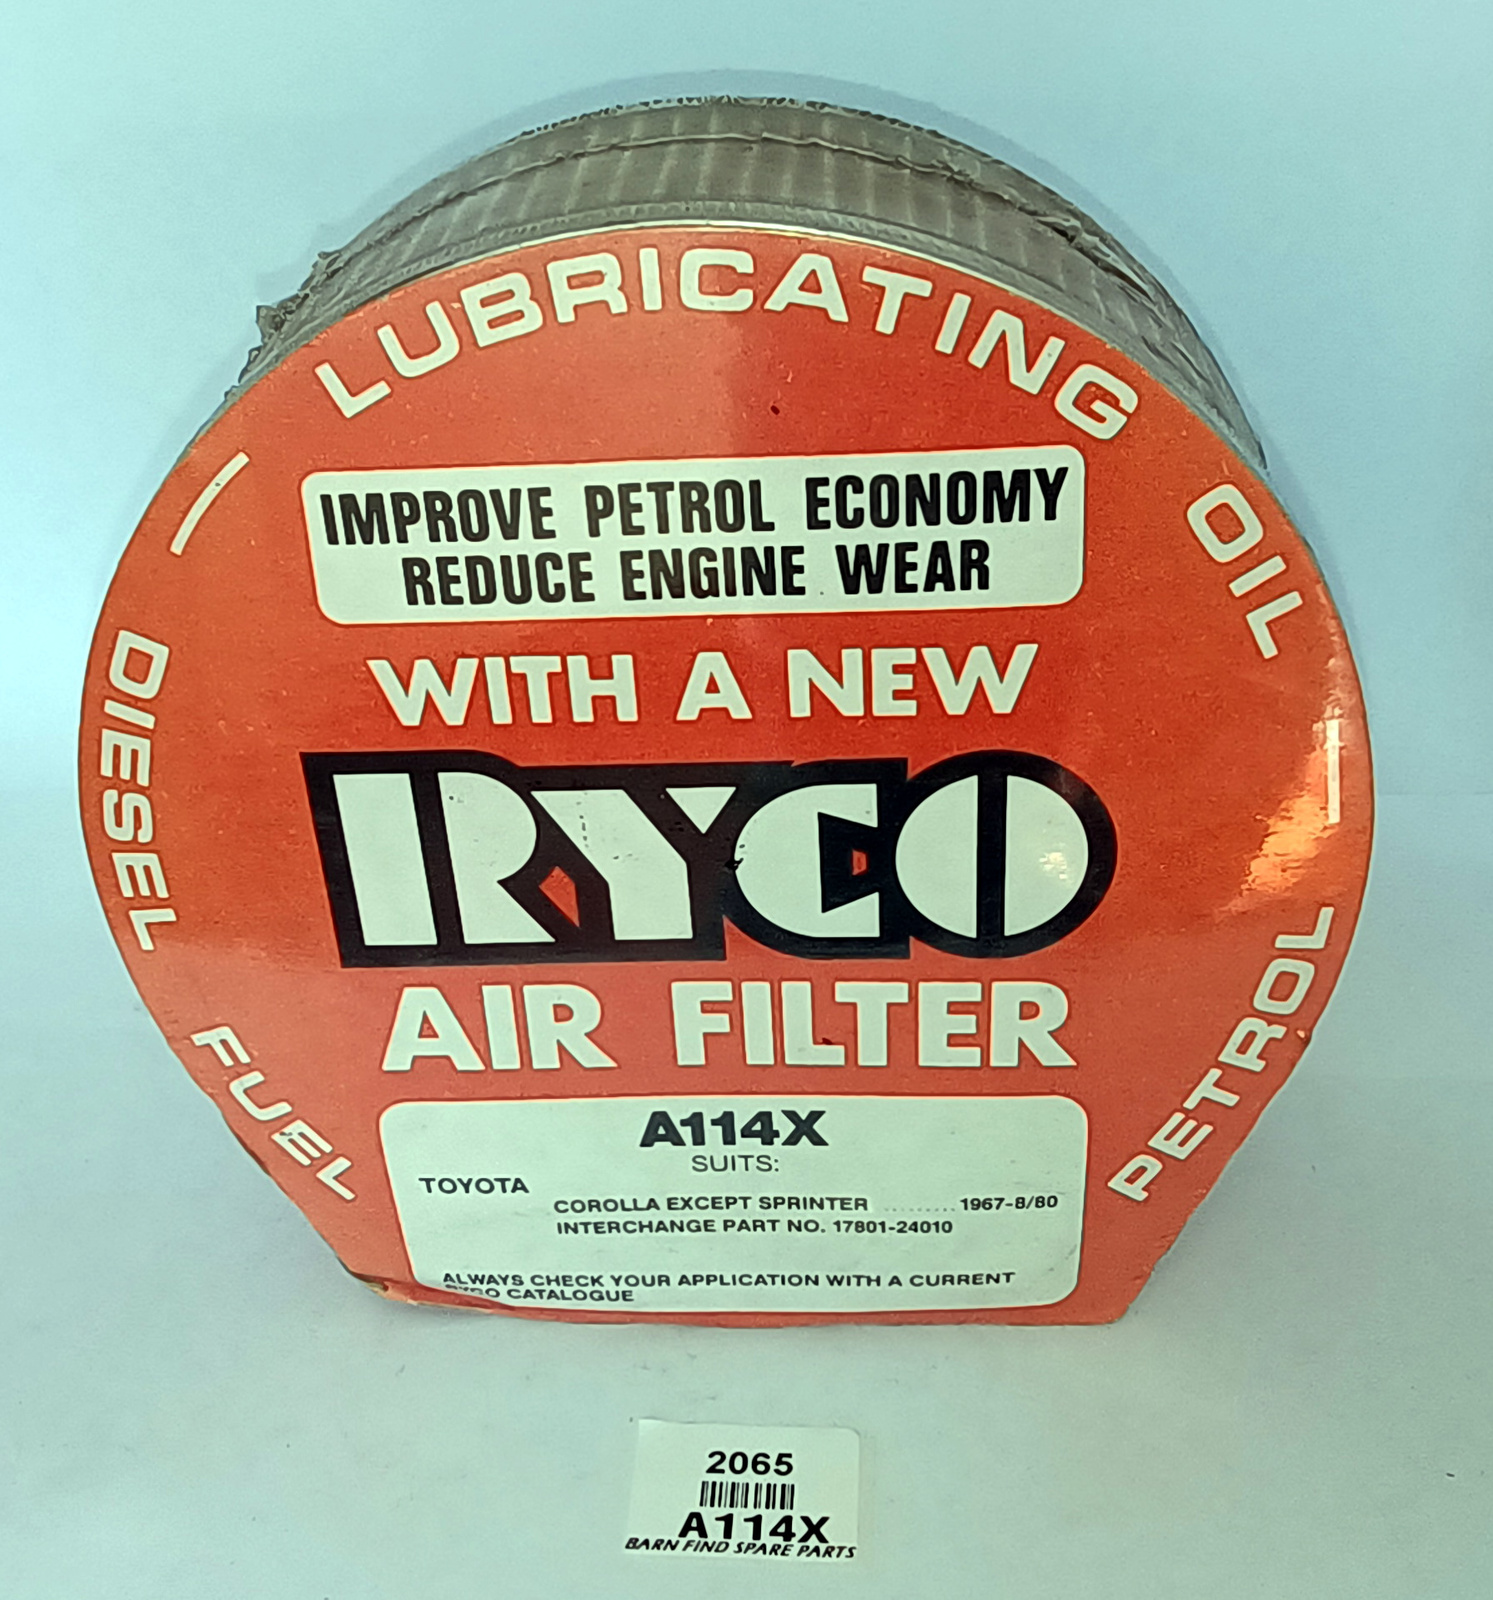 LUBRICATING OIL
IMPROVE PETROL ECONOMY
REDUCE ENGINE WEAR
WITH A NEW
RYCO
AIR FILTER
DIESEL FUEL
PETROL
A114X
SUITS:
TOYOTA
COROLLA EXCEPT SPRINTER ......... 1967-8/80
INTERCHANGE PART NO. 17801-24010
ALWAYS CHECK YOUR APPLICATION WITH A CURRENT
RYCO CATALOGUE
2065
A114X
BARN FIND SPARE PARTS